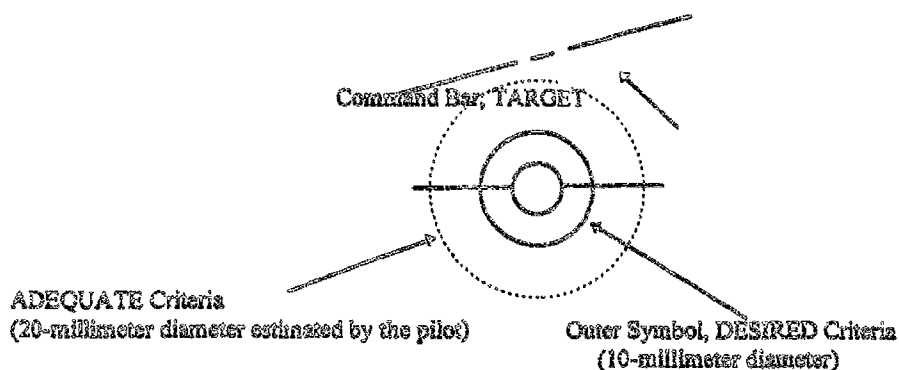 Command Bar, TARGET
ADEQUATE Criteria
(20-millimeter diameter estimated by the pilot)
Outer Symbol, DESIRED Criteria
(10-millimeter diameter)